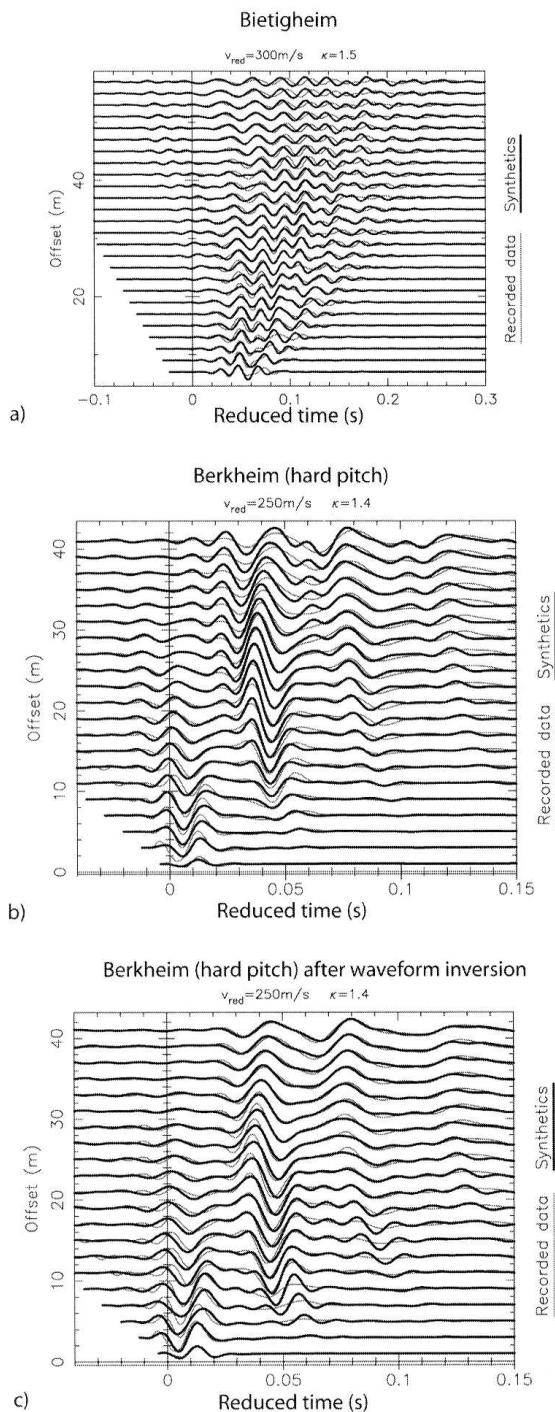 Bietigheim
v_red=300m/s κ=1.5
Offset (m)
40
20
Recorded data Synthetics
-0.1 0 0.1 0.2 0.3
Reduced time (s)
a)
Berkheim (hard pitch)
v_red=250m/s κ=1.4
Offset (m)
40
30
20
10
0
Recorded data Synthetics
0 0.05 0.1 0.15
Reduced time (s)
b)
Berkheim (hard pitch) after waveform inversion
v_red=250m/s κ=1.4
Offset (m)
40
30
20
10
0
Recorded data Synthetics
0 0.05 0.1 0.15
Reduced time (s)
c)